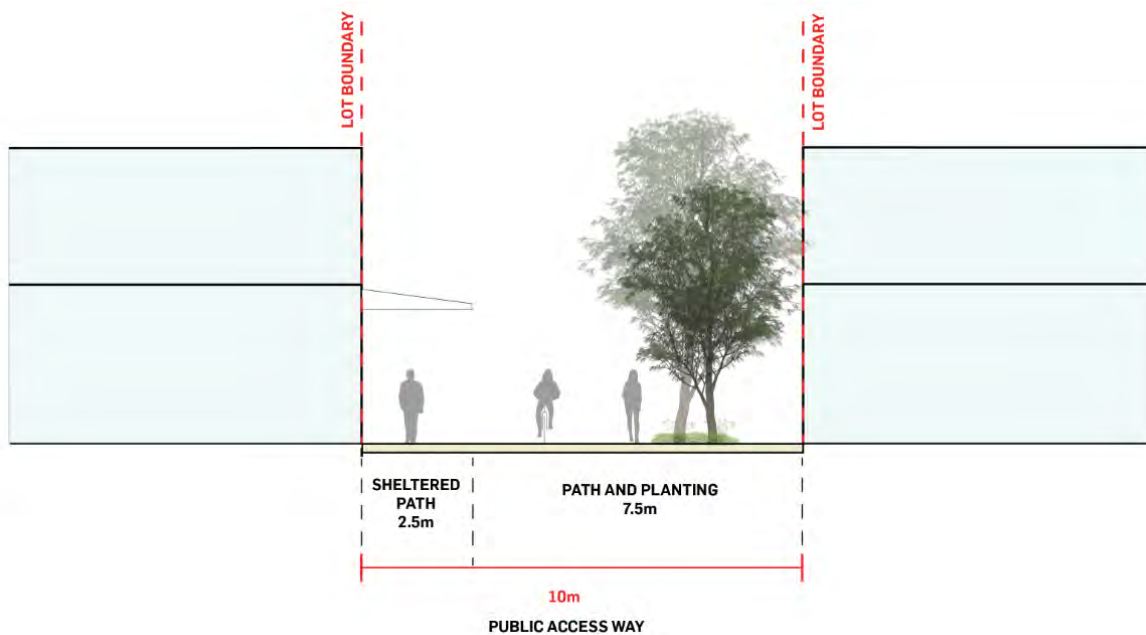 LOT BOUNDARY
LOT BOUNDARY
SHELTERED
PATH
2.5m
PATH AND PLANTING
7.5m
10m
PUBLIC ACCESS WAY